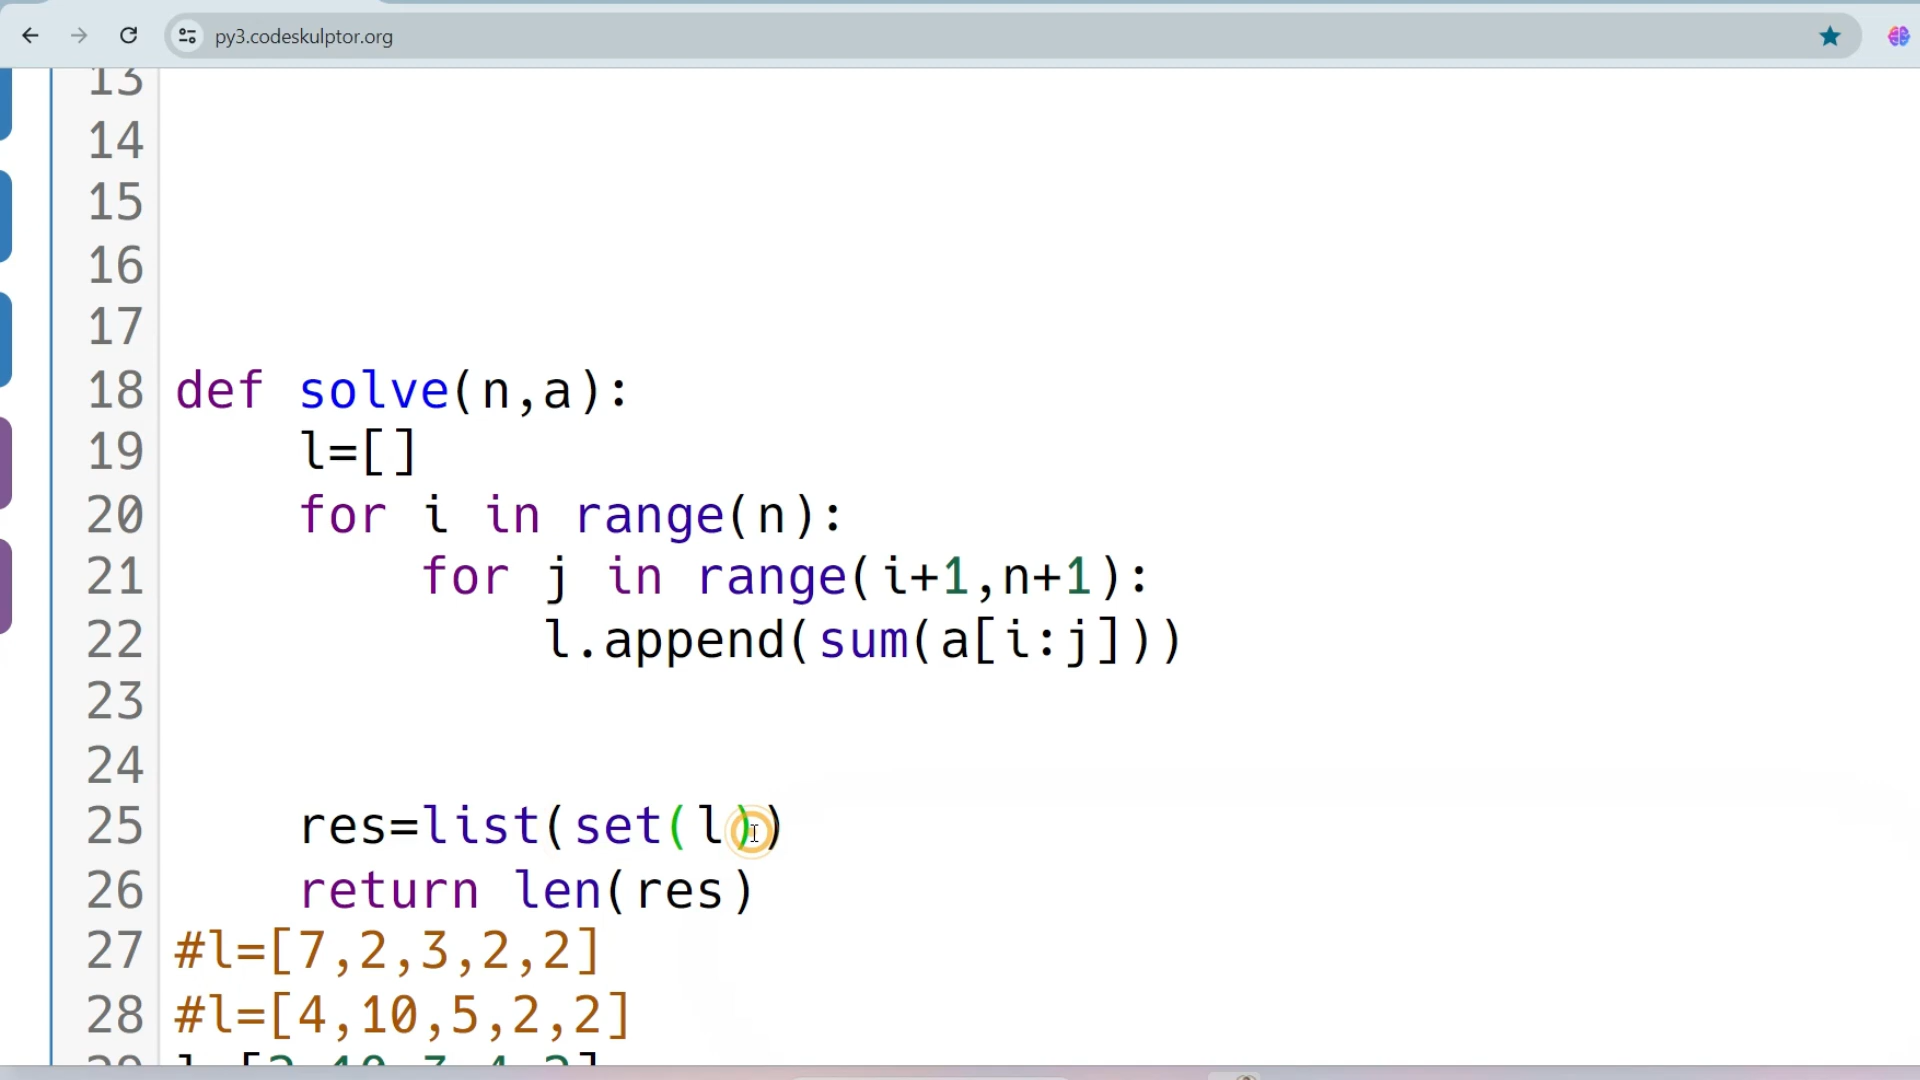 py3.codeskulptor.org
13
14
15
16
17
18 def solve(n,a):
19 l=[]
20 for i in range(n):
21 for j in range(i+1,n+1):
22 l.append(sum(a[i:j]))
23
24
25 res=list(set(l))
26 return len(res)
27 #l=[7,2,3,2,2]
28 #l=[4,10,5,2,2]